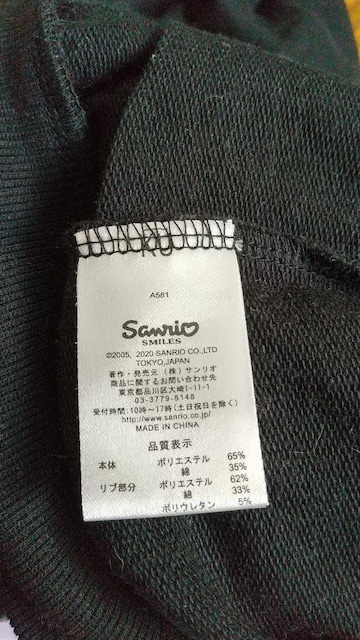 A581
Sanrio
SMILES
©2005, 2020 SANRIO CO.,LTD
TOKYO,JAPAN
著作・発売元 (株) サンリオ
商品に関するお問い合わせ先
東京都品川区大崎1-11-1
03-3779-8148
受付時間:10時〜17時(土日祝日を除く)
http://www.sanrio.co.jp/
MADE IN CHINA
品質表示
本体 ポリエステル 65%
綿 35%
リブ部分 ポリエステル 62%
綿 33%
ポリウレタン 5%